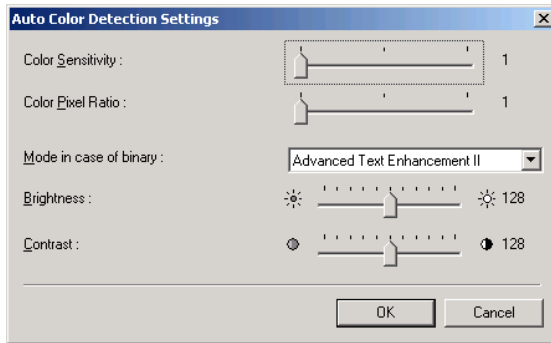 Auto Color Detection Settings
Color Sensitivity : 1
Color Pixel Ratio : 1
Mode in case of binary : Advanced Text Enhancement II
Brightness : 128
Contrast : 128
OK Cancel